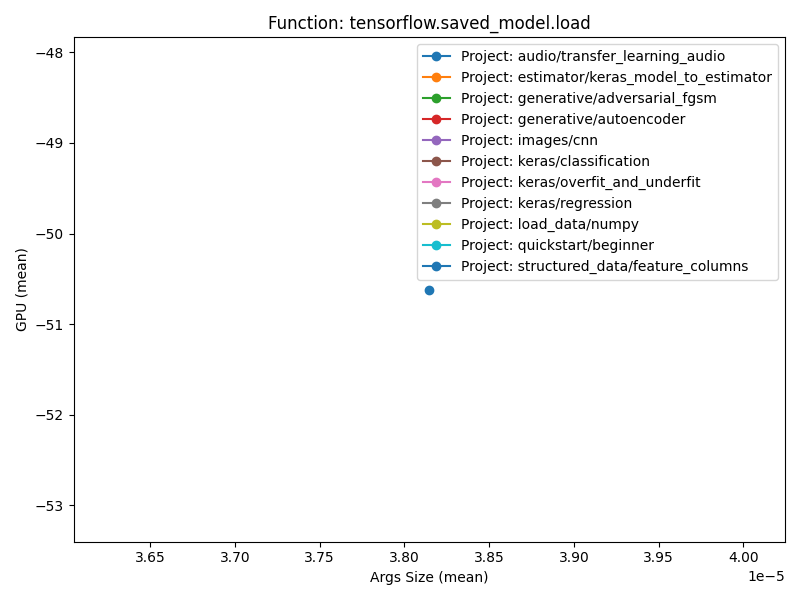 Function: tensorflow.saved_model.load
Project: audio/transfer_learning_audio
Project: estimator/keras_model_to_estimator
Project: generative/adversarial_fgsm
Project: generative/autoencoder
Project: images/cnn
Project: keras/classification
Project: keras/overfit_and_underfit
Project: keras/regression
Project: load_data/numpy
Project: quickstart/beginner
Project: structured_data/feature_columns
GPU (mean)
−48
−49
−50
−51
−52
−53
3.65 3.70 3.75 3.80 3.85 3.90 3.95 4.00
1e−5
Args Size (mean)